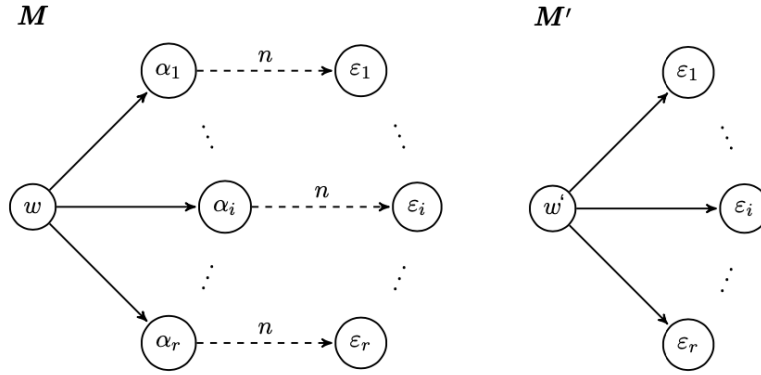 M M′
n n
α₁ ε₁ ε₁
⋱ ⋱ ⋱
n
w αᵢ εᵢ w‘ εᵢ
⋰ ⋰ ⋰
n
αᵣ εᵣ εᵣ